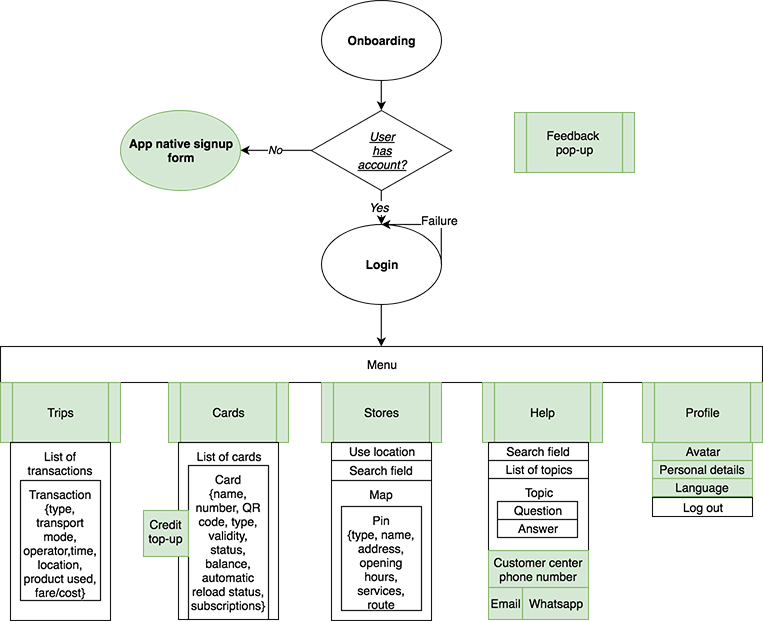 Onboarding
User
has
account?
No
App native signup
form
Feedback
pop-up
Yes
Failure
Login
Menu
Trips
Cards
Stores
Help
Profile
List of
transactions
Transaction
{type,
transport
mode,
operator,time,
location,
product used,
fare/cost}
List of cards
Card
{name,
number, QR
code, type,
validity,
status,
balance,
automatic
reload status,
subscriptions}
Credit
top-up
Use location
Search field
Map
Pin
{type, name,
address,
opening
hours,
services,
route
Search field
List of topics
Topic
Question
Answer
Customer center
phone number
Email
Whatsapp
Avatar
Personal details
Language
Log out